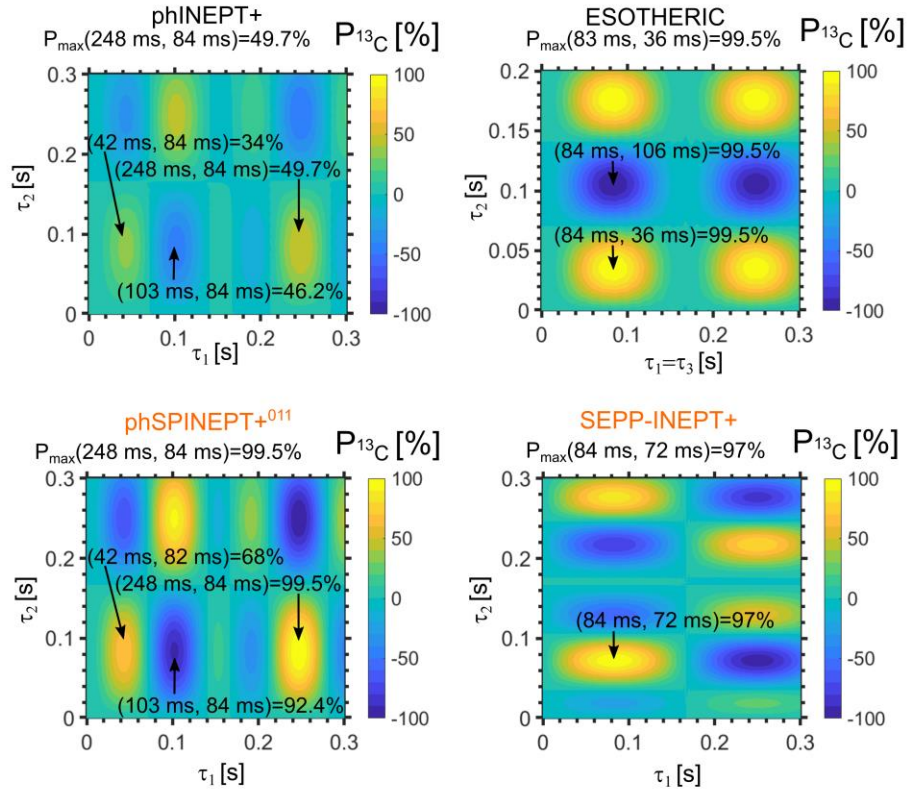 phINEPT+
Pmax(248 ms, 84 ms)=49.7%
P13C [%]
0.3
0.2
0.1
0
τ2 [s]
(42 ms, 84 ms)=34%
(248 ms, 84 ms)=49.7%
(103 ms, 84 ms)=46.2%
0 0.1 0.2 0.3
τ1 [s]
100
50
0
-50
-100
ESOTHERIC
Pmax(83 ms, 36 ms)=99.5%
P13C [%]
0.2
0.15
0.1
0.05
0
τ2 [s]
(84 ms, 106 ms)=99.5%
(84 ms, 36 ms)=99.5%
0 0.1 0.2 0.3
τ1=τ3 [s]
100
50
0
-50
-100
phSPINEPT+011
Pmax(248 ms, 84 ms)=99.5%
P13C [%]
0.3
0.2
0.1
0
τ2 [s]
(42 ms, 82 ms)=68%
(248 ms, 84 ms)=99.5%
(103 ms, 84 ms)=92.4%
0 0.1 0.2 0.3
τ1 [s]
100
50
0
-50
-100
SEPP-INEPT+
Pmax(84 ms, 72 ms)=97%
P13C [%]
0.3
0.2
0.1
0
τ2 [s]
(84 ms, 72 ms)=97%
0 0.1 0.2 0.3
τ1 [s]
100
50
0
-50
-100